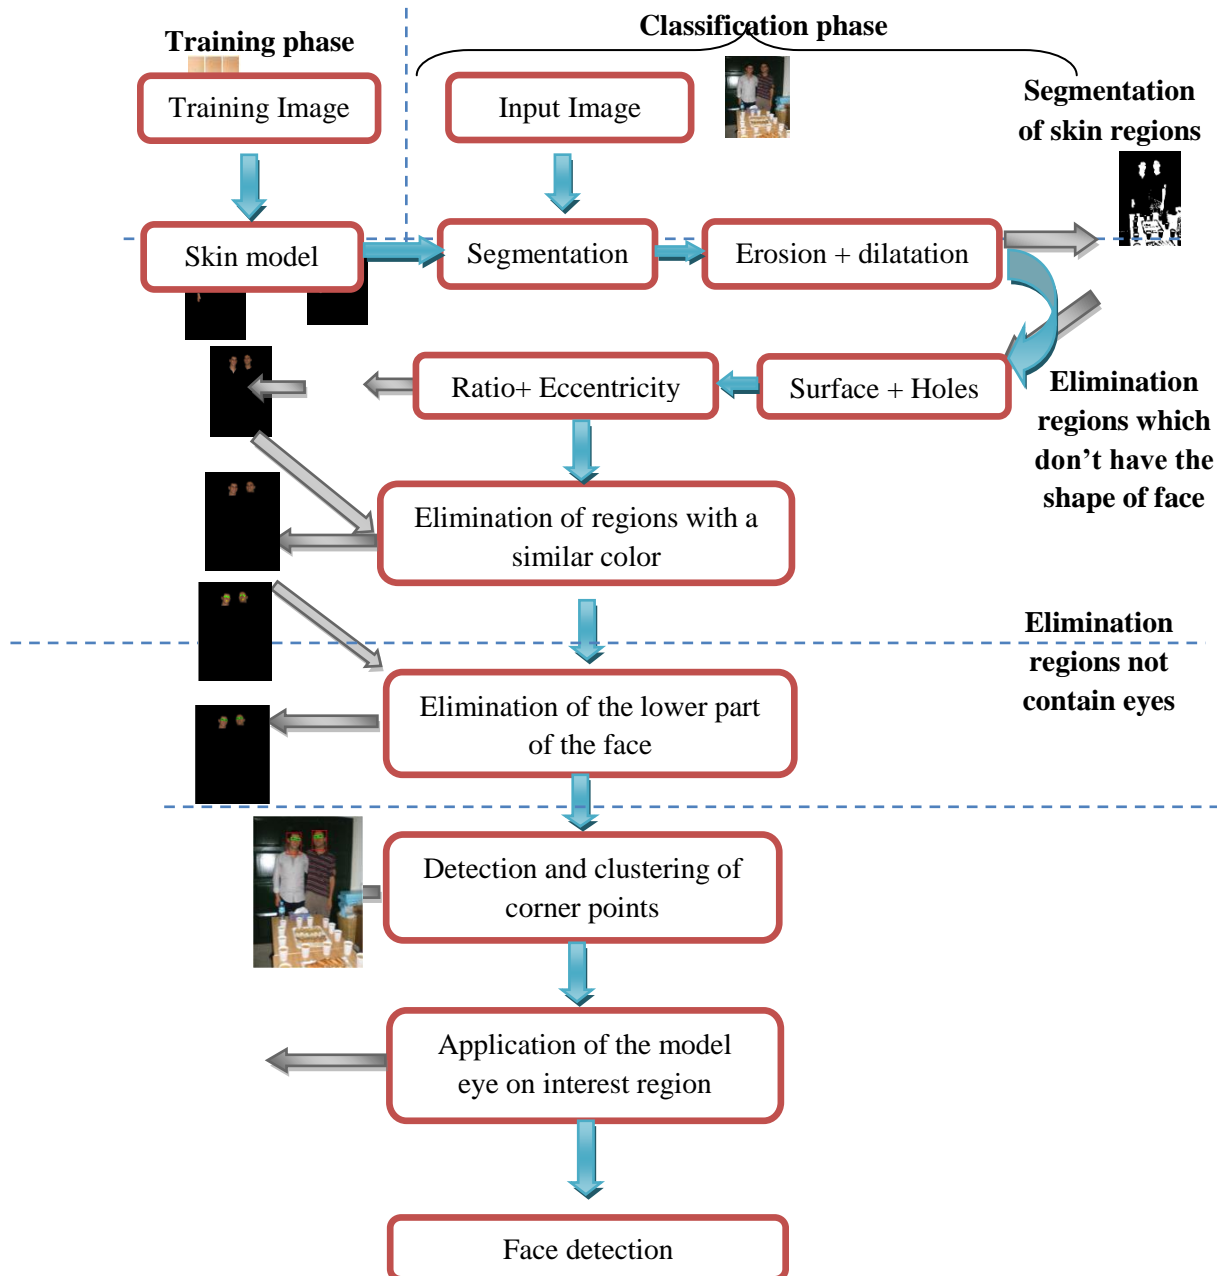 Training phase
Classification phase
Training Image
Input Image
Segmentation
of skin regions
Skin model
Segmentation
Erosion + dilatation
Ratio+ Eccentricity
Surface + Holes
Elimination
regions which
don’t have the
shape of face
Elimination of regions with a
similar color
Elimination
regions not
contain eyes
Elimination of the lower part
of the face
Detection and clustering of
corner points
Application of the model
eye on interest region
Face detection